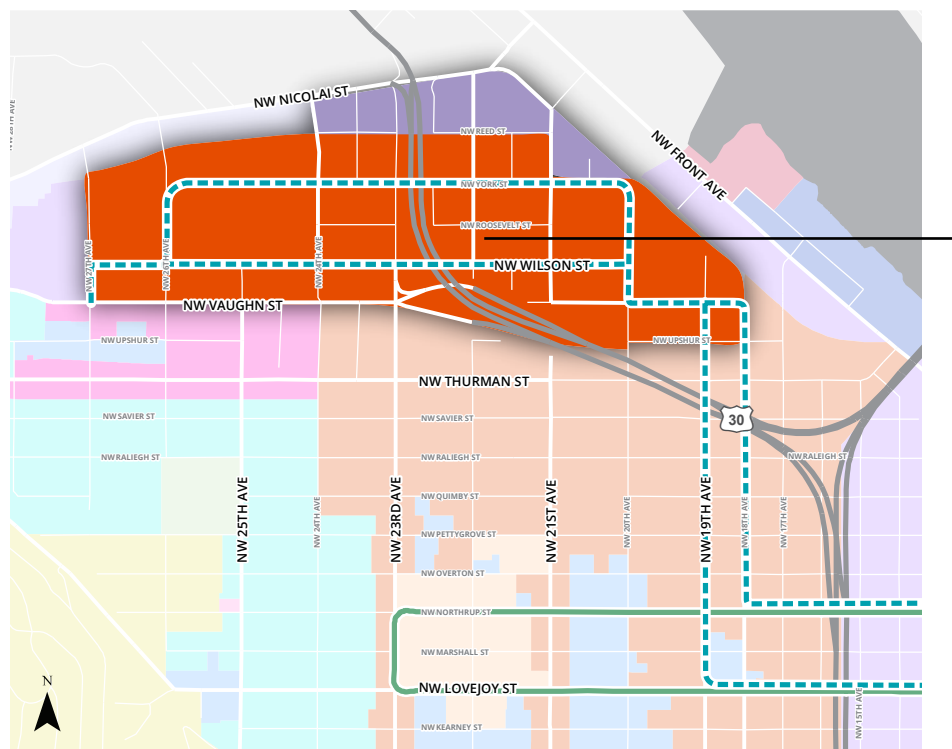 NW NICOLAI ST
NW REED ST
NW FRONT AVE
NW YORK ST
NW ROOSEVELT ST
NW 27TH AVE
NW 26TH AVE
NW 24TH AVE
NW WILSON ST
NW VAUGHN ST
NW UPSHUR ST
NW UPSHUR ST
NW THURMAN ST
NW SAVIER ST
NW SAVIER ST
30
NW RALIEGH ST
NW RALIEGH ST
NW RALEIGH ST
NW 25TH AVE
NW 24TH AVE
NW 23RD AVE
NW QUIMBY ST
NW 21ST AVE
NW 20TH AVE
NW 19TH AVE
NW 18TH AVE
NW 17TH AVE
NW PETTYGROVE ST
NW OVERTON ST
NW NORTHRUP ST
NW MARSHALL ST
NW LOVEJOY ST
N
NW 15TH AVE
NW KEARNEY ST